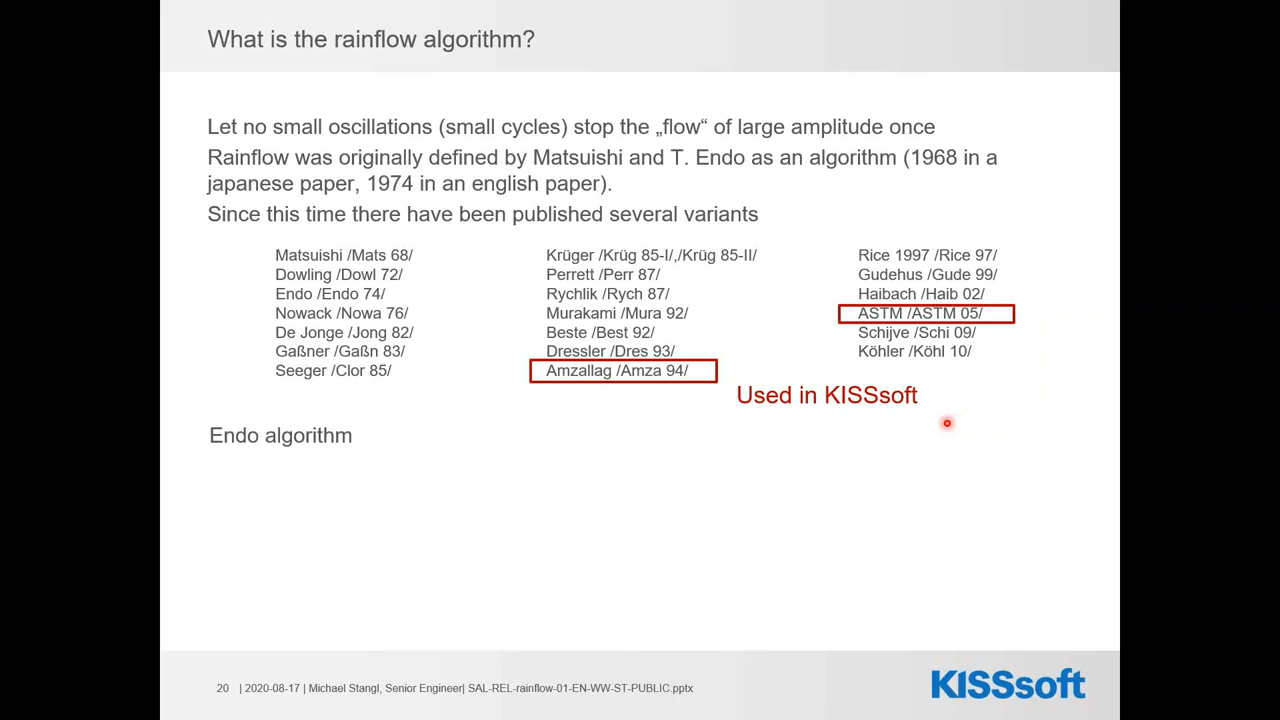 What is the rainflow algorithm?
Let no small oscillations (small cycles) stop the „flow“ of large amplitude once
Rainflow was originally defined by Matsuishi and T. Endo as an algorithm (1968 in a
japanese paper, 1974 in an english paper).
Since this time there have been published several variants
Matsuishi /Mats 68/
Dowling /Dowl 72/
Endo /Endo 74/
Nowack /Nowa 76/
De Jonge /Jong 82/
Gaßner /Gaßn 83/
Seeger /Clor 85/
Krüger /Krüg 85-I/,/Krüg 85-II/
Perrett /Perr 87/
Rychlik /Rych 87/
Murakami /Mura 92/
Beste /Best 92/
Dressler /Dres 93/
Amzallag /Amza 94/
Rice 1997 /Rice 97/
Gudehus /Gude 99/
Haibach /Haib 02/
ASTM /ASTM 05/
Schijve /Schi 09/
Köhler /Köhl 10/
Used in KISSsoft
Endo algorithm
20 | 2020-08-17 | Michael Stangl, Senior Engineer| SAL-REL-rainflow-01-EN-WW-ST-PUBLIC.pptx
KISSsoft